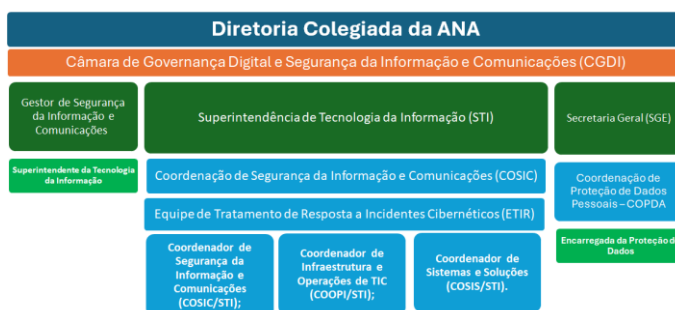 Diretoria Colegiada da ANA
Câmara de Governança Digital e Segurança da Informação e Comunicações (CGDI)
Gestor de Segurança
da Informação e
Comunicações
Superintendência de Tecnologia da Informação (STI)
Secretaria Geral (SGE)
Superintendente da Tecnologia
da Informação
Coordenação de Segurança da Informação e Comunicações (COSIC)
Coordenação de
Proteção de Dados
Pessoais – COPDA
Equipe de Tratamento de Resposta a Incidentes Cibernéticos (ETIR)
Encarregada da Proteção de
Dados
Coordenador de
Segurança da
Informação e
Comunicações
(COSIC/STI);
Coordenador de
Infraestrutura e
Operações de TIC
(COOPI/STI);
Coordenador de
Sistemas e Soluções
(COSIS/STI).